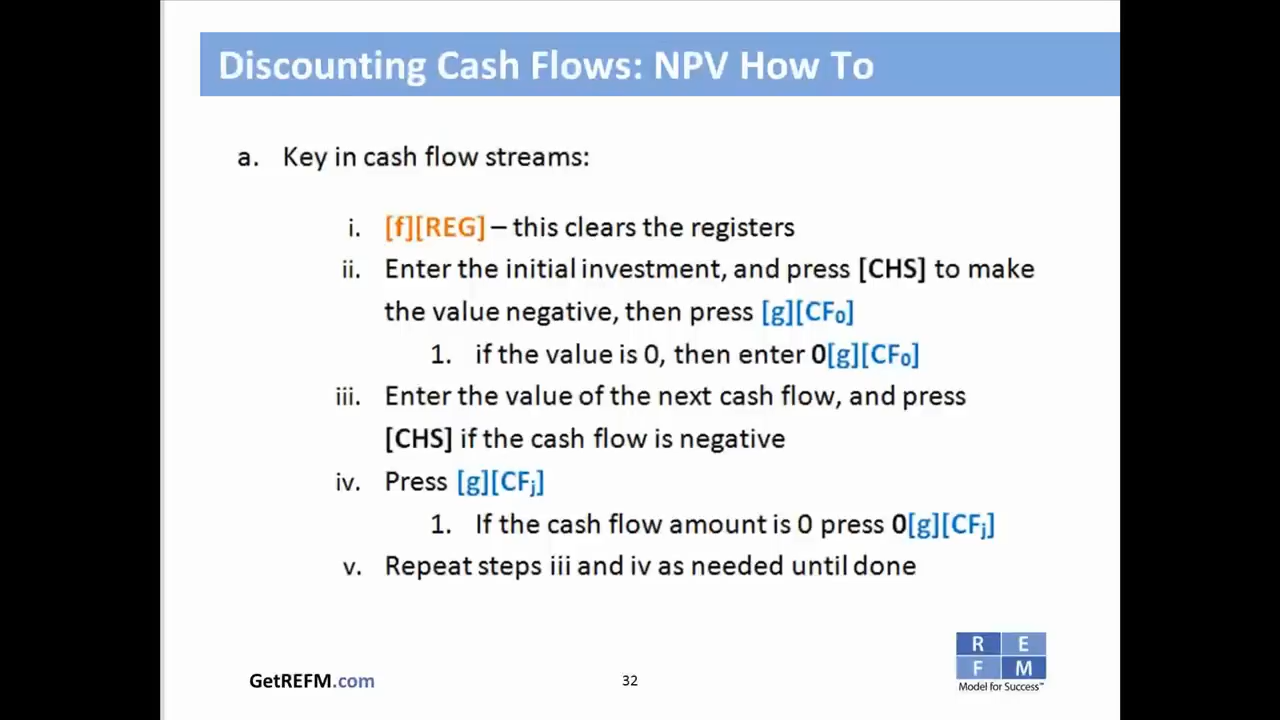 Discounting Cash Flows: NPV How To
a. Key in cash flow streams:
i. [f][REG] – this clears the registers
ii. Enter the initial investment, and press [CHS] to make
the value negative, then press [g][CF₀]
1. if the value is 0, then enter 0[g][CF₀]
iii. Enter the value of the next cash flow, and press
[CHS] if the cash flow is negative
iv. Press [g][CFⱼ]
1. If the cash flow amount is 0 press 0[g][CFⱼ]
v. Repeat steps iii and iv as needed until done
GetREFM.com
32
R E
F M
Model for Success™